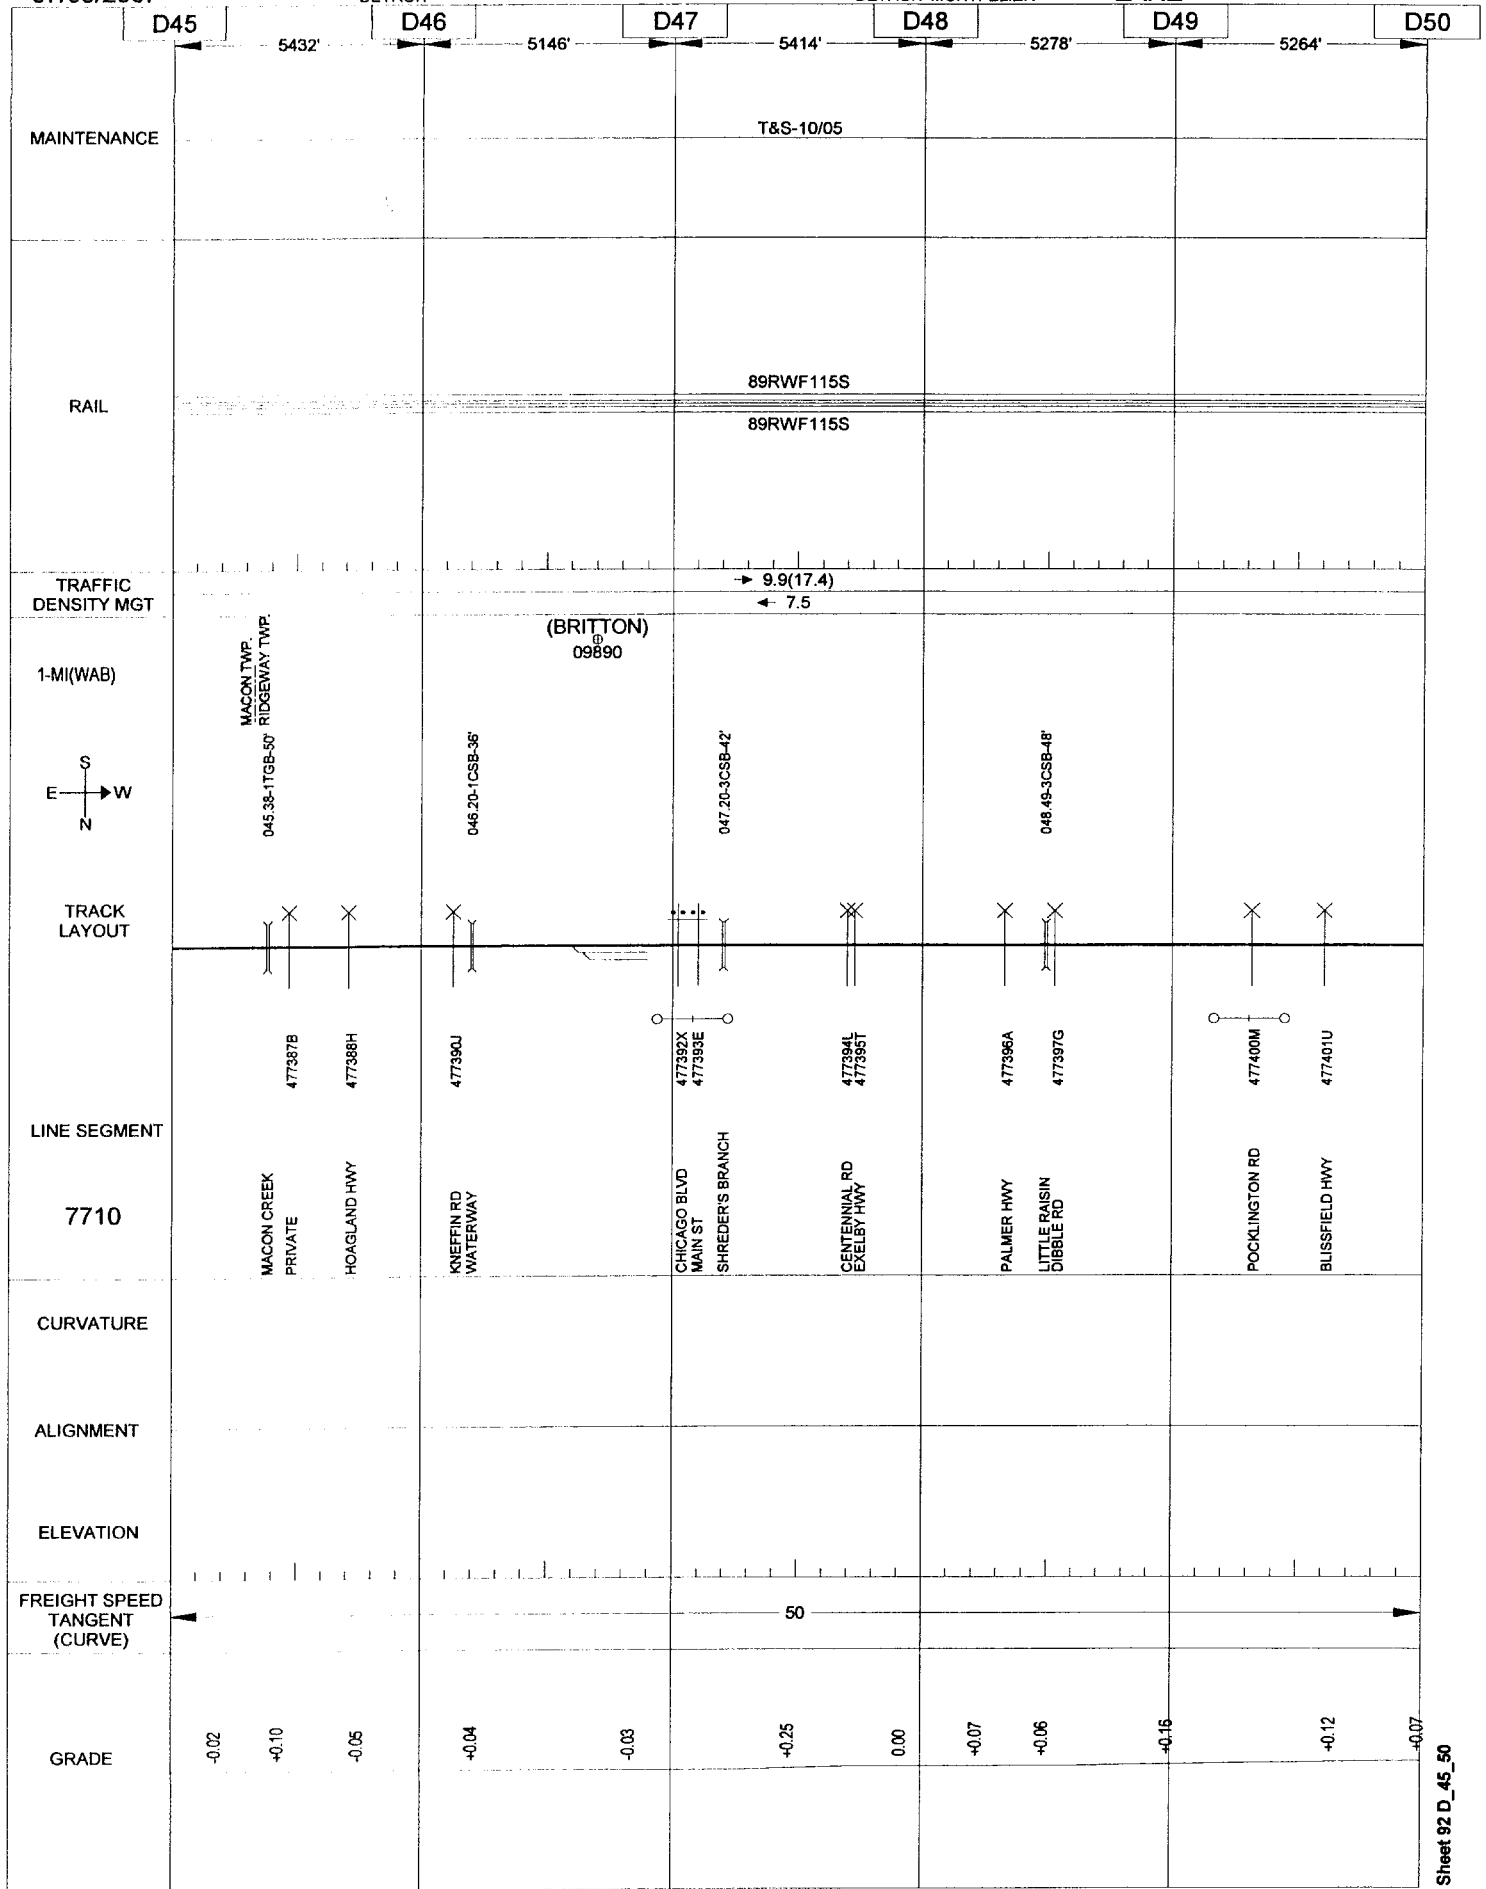 D45 D46 D47 D48 D49 D50
5432' 5146' 5414' 5278' 5264'
MAINTENANCE
T&S-10/05
RAIL
89RWF115S
89RWF115S
TRAFFIC
DENSITY MGT
9.9(17.4)
7.5
1-MI(WAB)
MACON TWP.
RIDGEWAY TWP.
(BRITTON)
09890
S
E W
N
045.38-1TGB-50'
046.20-1CSB-36'
047.20-3CSB-42'
048.49-3CSB-48'
TRACK
LAYOUT
477387B
477388H
477390J
477392X
477393E
477394L
477395T
477396A
477397G
477400M
477401U
LINE SEGMENT
7710
MACON CREEK
PRIVATE
HOAGLAND HWY
KNEFFIN RD
WATERWAY
CHICAGO BLVD
MAIN ST
SHREDER'S BRANCH
CENTENNIAL RD
EXELBY HWY
PALMER HWY
LITTLE RAISIN
DIBBLE RD
POCKLINGTON RD
BLISSFIELD HWY
CURVATURE
ALIGNMENT
ELEVATION
FREIGHT SPEED
TANGENT
(CURVE)
50
GRADE
-0.02
+0.10
-0.05
+0.04
-0.03
+0.25
0.00
+0.07
+0.06
+0.16
+0.12
+0.07
Sheet 92 D_45_50